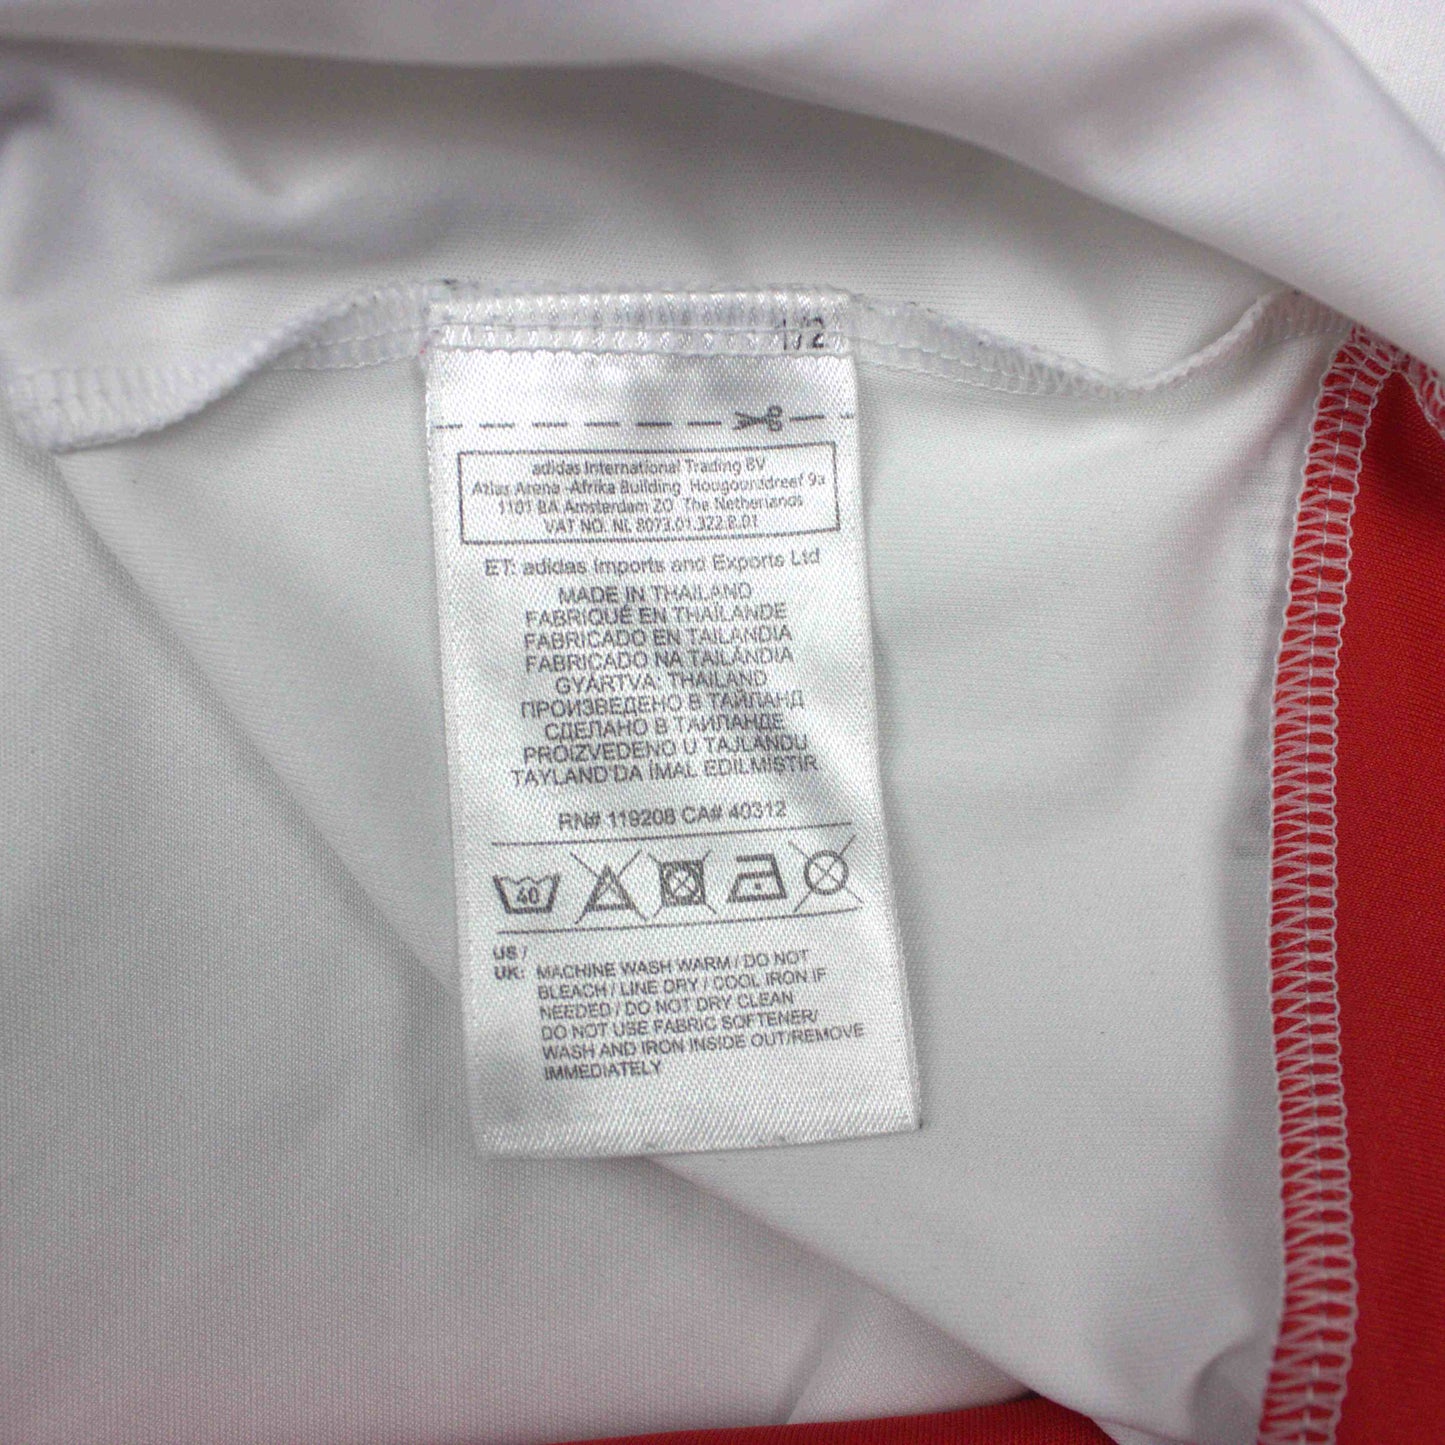 1/2
adidas International Trading BV
Atlas Arena -Afrika Building Hoogoorddreef 9a
1101 BA Amsterdam ZO The Netherlands
VAT NO. NL 8073.01.322.B.01
ET: adidas Imports and Exports Ltd
MADE IN THAILAND
FABRIQUÉ EN THAÏLANDE
FABRICADO EN TAILANDIA
FABRICADO NA TAILÂNDIA
GYÁRTVA: THAILAND
ПРОИЗВЕДЕНО В ТАЙЛАНД
СДЕЛАНО В ТАИЛАНДЕ
PROIZVEDENO U TAJLANDU
TAYLAND'DA İMAL EDİLMİŞTİR
RN# 119208 CA# 40312
40
US /
UK: MACHINE WASH WARM / DO NOT
BLEACH / LINE DRY / COOL IRON IF
NEEDED / DO NOT DRY CLEAN
DO NOT USE FABRIC SOFTENER/
WASH AND IRON INSIDE OUT/REMOVE
IMMEDIATELY